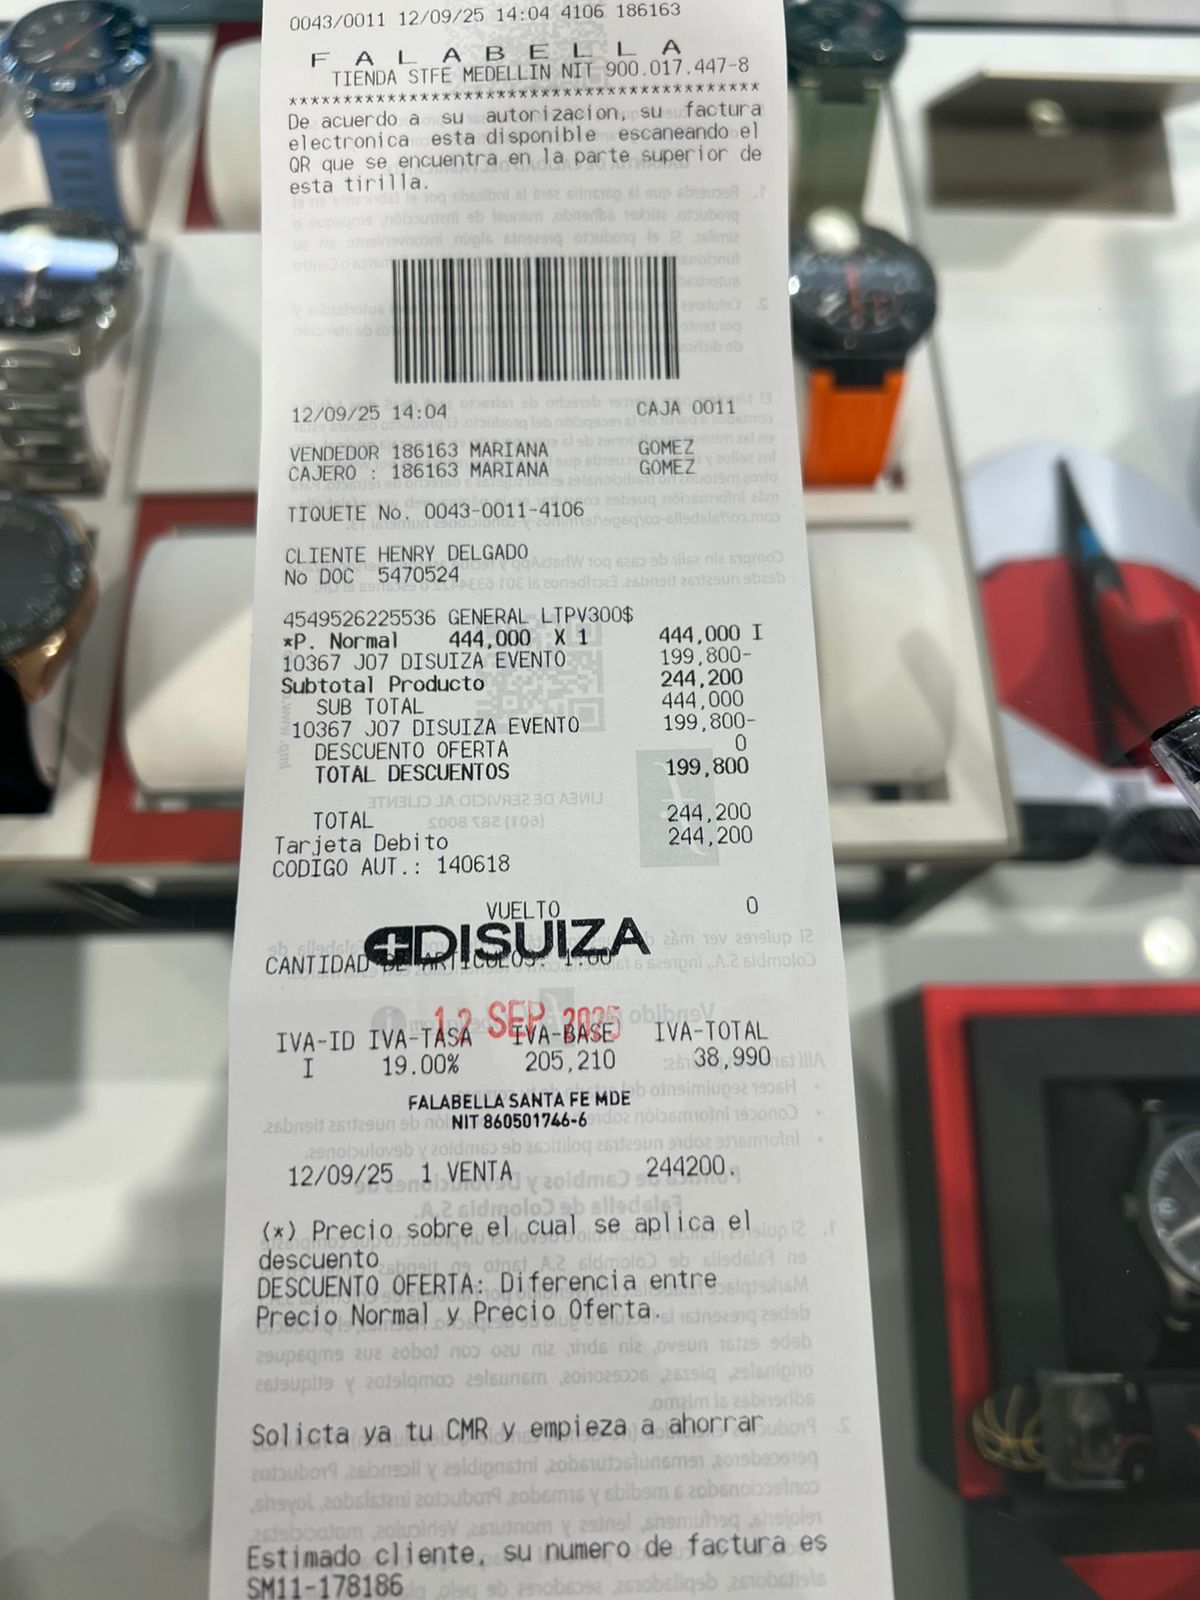 0043/0011 12/09/25 14:04 4106 186163
F A L A B E L L A
TIENDA STFE MEDELLIN NIT 900.017.447-8
*******************************************
De acuerdo a su autorizacion, su factura
electronica esta disponible escaneando el
QR que se encuentra en la parte superior de
esta tirilla.
12/09/25 14:04 CAJA 0011
VENDEDOR 186163 MARIANA GOMEZ
CAJERO : 186163 MARIANA GOMEZ
TIQUETE No. 0043-0011-4106
CLIENTE HENRY DELGADO
No DOC 5470524
4549526225536 GENERAL LTPV300$
*P. Normal 444,000 X 1 444,000 I
10367 J07 DISUIZA EVENTO 199,800-
Subtotal Producto 244,200
SUB TOTAL 444,000
10367 J07 DISUIZA EVENTO 199,800-
DESCUENTO OFERTA 0
TOTAL DESCUENTOS 199,800
TOTAL 244,200
Tarjeta Debito 244,200
CODIGO AUT.: 140618
VUELTO 0
DISUIZA
CANTIDAD DE ARTICULOS: 1.00
12 SEP 2025
IVA-ID IVA-TASA IVA-BASE IVA-TOTAL
I 19.00% 205,210 38,990
FALABELLA SANTA FE MDE
NIT 860501746-6
12/09/25 1 VENTA 244200.
(*) Precio sobre el cual se aplica el
descuento
DESCUENTO OFERTA: Diferencia entre
Precio Normal y Precio Oferta.
Solicta ya tu CMR y empieza a ahorrar
Estimado cliente, su numero de factura es
SM11-178186